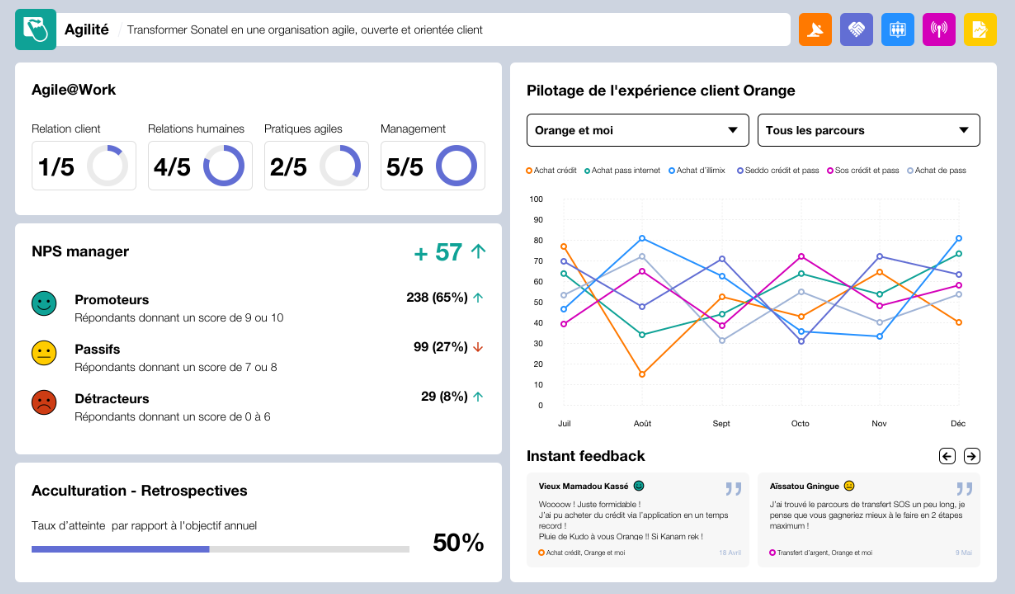 Agilité / Transformer Sonatel en une organisation agile, ouverte et orientée client
Agile@Work
Relation client
1/5
Relations humaines
4/5
Pratiques agiles
2/5
Management
5/5
NPS manager
+ 57 ↑
Promoteurs
238 (65%) ↑
Répondants donnant un score de 9 ou 10
Passifs
99 (27%) ↓
Répondants donnant un score de 7 ou 8
Détracteurs
29 (8%) ↑
Répondants donnant un score de 0 à 6
Acculturation - Retrospectives
Taux d'atteinte par rapport à l'objectif annuel
50%
Pilotage de l'expérience client Orange
Orange et moi
Tous les parcours
Achat crédit
Achat pass internet
Achat d'illimix
Seddo crédit et pass
Sos crédit et pass
Achat de pass
100
90
80
70
60
50
40
30
20
10
0
Juil
Août
Sept
Octo
Nov
Déc
Instant feedback
Vieux Mamadou Kassé
Woooow ! Juste formidable !
J'ai pu acheter du crédit via l'application en un temps
record !
Pluie de Kudo à vous Orange !! Si Kanam rek !
Achat crédit, Orange et moi
18 Avril
Aïssatou Gningue
J'ai trouvé le parcours de transfert SOS un peu long, je
pense que vous gagneriez mieux à le faire en 2 étapes
maximum !
Transfert d'argent, Orange et moi
9 Mai